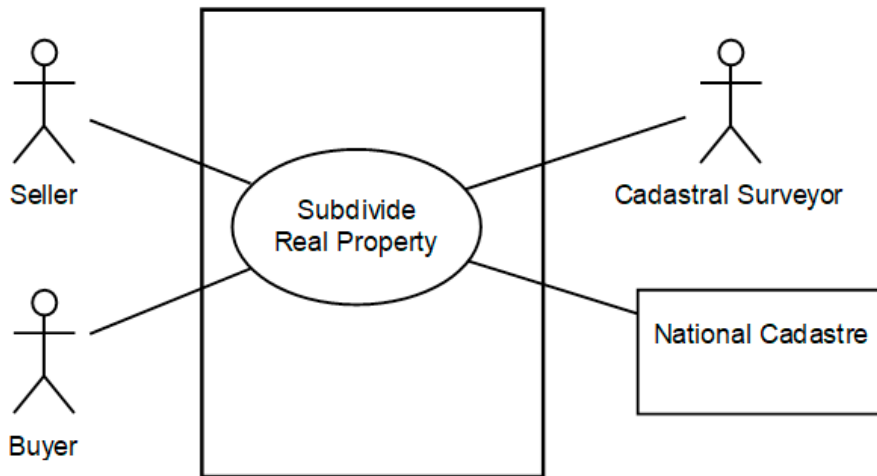 Seller
Subdivide
Real Property
Cadastral Surveyor
National Cadastre
Buyer